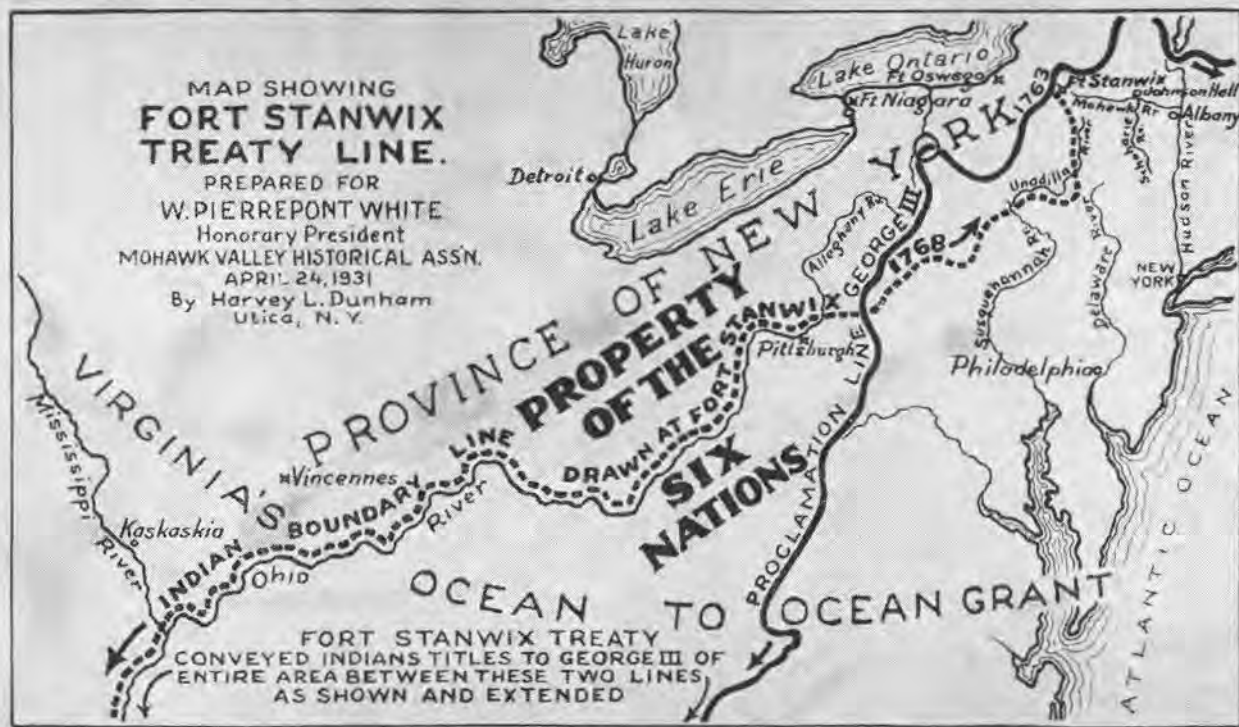 MAP SHOWING
FORT STANWIX
TREATY LINE.
PREPARED FOR
W. PIERREPONT WHITE
Honorary President
MOHAWK VALLEY HISTORICAL ASS'N.
APRIL 24, 1931
By Harvey L. Dunham
Utica, N.Y.
Lake
Huron
Lake Ontario
Ft Oswego
Ft Niagara
Ft Stanwix
Johnson Hall
Mohawk Rr
Albany
Schoharie
Rr
River
Hudson River
Detroit
Lake Erie
Unadilla
Alleghany R.
Susquehannah Rr
Delaware River
NEW
YORK
Pittsburgh
Philadelphia
PROVINCE OF NEW YORK
1763
GEORGE III
PROCLAMATION LINE
1768
PROPERTY
OF THE
SIX
NATIONS
INDIAN BOUNDARY LINE DRAWN AT FORT STANWIX
VIRGINIA'S
Vincennes
Kaskaskia
Mississippi River
Ohio River
OCEAN TO OCEAN GRANT
ATLANTIC OCEAN
FORT STANWIX TREATY
CONVEYED INDIANS TITLES TO GEORGE III OF
ENTIRE AREA BETWEEN THESE TWO LINES,
AS SHOWN AND EXTENDED